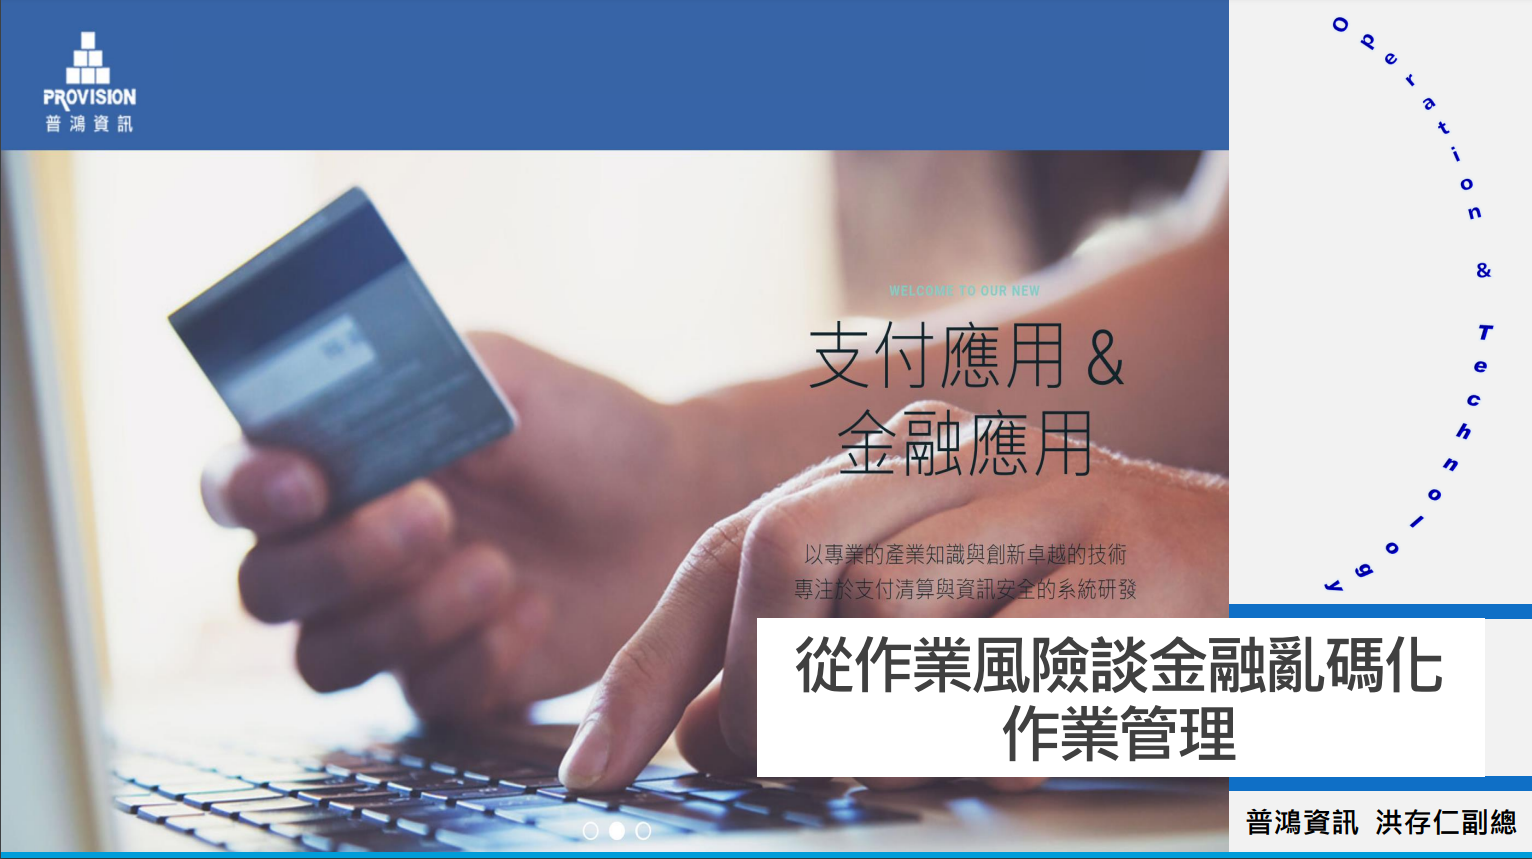 PROVISION
普鴻資訊
Operation & Technology
WELCOME TO OUR NEW
支付應用 &
金融應用
以專業的產業知識與創新卓越的技術
專注於支付清算與資訊安全的系統研發
從作業風險談金融亂碼化
作業管理
普鴻資訊 洪存仁副總